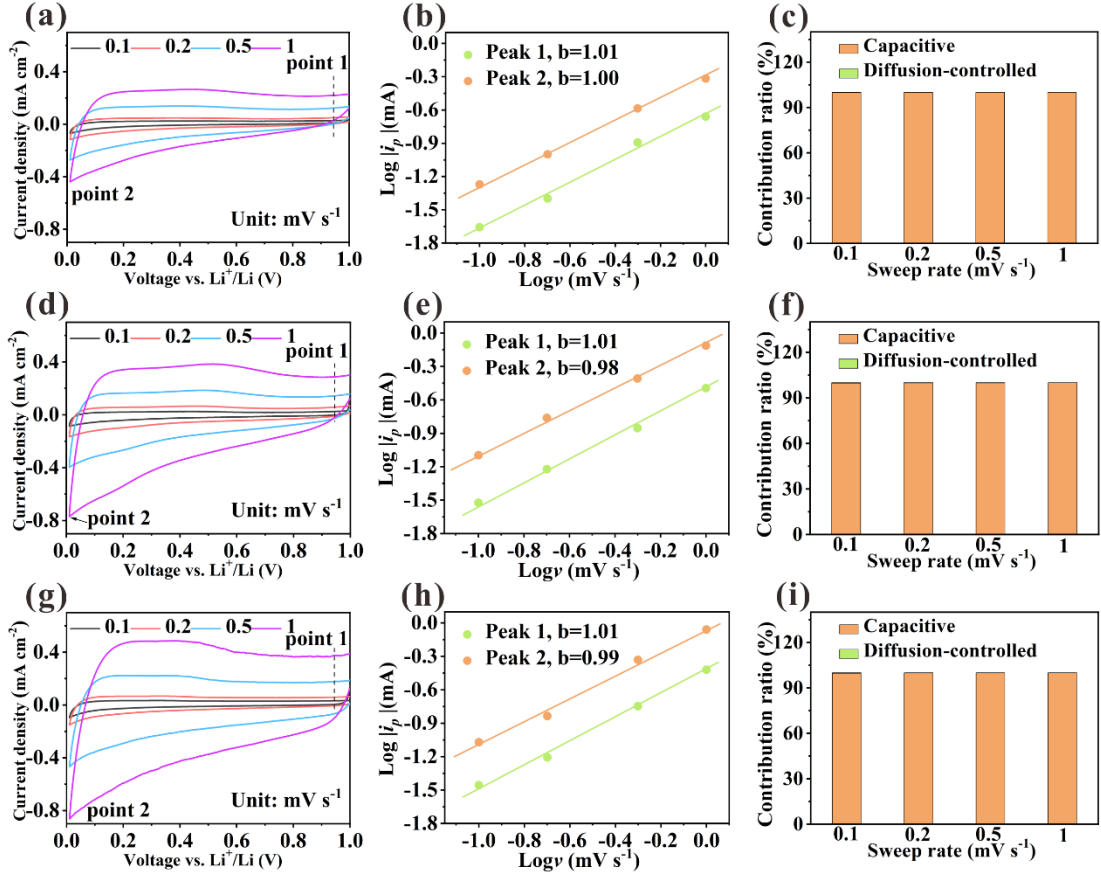 (a)
0.1 0.2 0.5 1
point 1
point 2
Unit: mV s⁻¹
Current density (mA cm⁻²)
0.4
0.0
-0.4
-0.8
0.0 0.2 0.4 0.6 0.8 1.0
Voltage vs. Li⁺/Li (V)
(b)
Peak 1, b=1.01
Peak 2, b=1.00
Log |iₚ|(mA)
0.0
-0.3
-0.6
-0.9
-1.2
-1.5
-1.8
-1.0 -0.8 -0.6 -0.4 -0.2 0.0
Logν (mV s⁻¹)
(c)
Capacitive
Diffusion-controlled
Contribution ratio (%)
120
90
60
30
0
0.1 0.2 0.5 1
Sweep rate (mV s⁻¹)
(d)
0.1 0.2 0.5 1
point 1
point 2
Unit: mV s⁻¹
Current density (mA cm⁻²)
0.4
0.0
-0.4
-0.8
0.0 0.2 0.4 0.6 0.8 1.0
Voltage vs. Li⁺/Li (V)
(e)
Peak 1, b=1.01
Peak 2, b=0.98
Log |iₚ|(mA)
0.0
-0.3
-0.6
-0.9
-1.2
-1.5
-1.8
-1.0 -0.8 -0.6 -0.4 -0.2 0.0
Logν (mV s⁻¹)
(f)
Capacitive
Diffusion-controlled
Contribution ratio (%)
120
90
60
30
0
0.1 0.2 0.5 1
Sweep rate (mV s⁻¹)
(g)
0.1 0.2 0.5 1
point 1
point 2
Unit: mV s⁻¹
Current density (mA cm⁻²)
0.4
0.0
-0.4
-0.8
0.0 0.2 0.4 0.6 0.8 1.0
Voltage vs. Li⁺/Li (V)
(h)
Peak 1, b=1.01
Peak 2, b=0.99
Log |iₚ|(mA)
0.0
-0.3
-0.6
-0.9
-1.2
-1.5
-1.8
-1.0 -0.8 -0.6 -0.4 -0.2 0.0
Logν (mV s⁻¹)
(i)
Capacitive
Diffusion-controlled
Contribution ratio (%)
120
90
60
30
0
0.1 0.2 0.5 1
Sweep rate (mV s⁻¹)